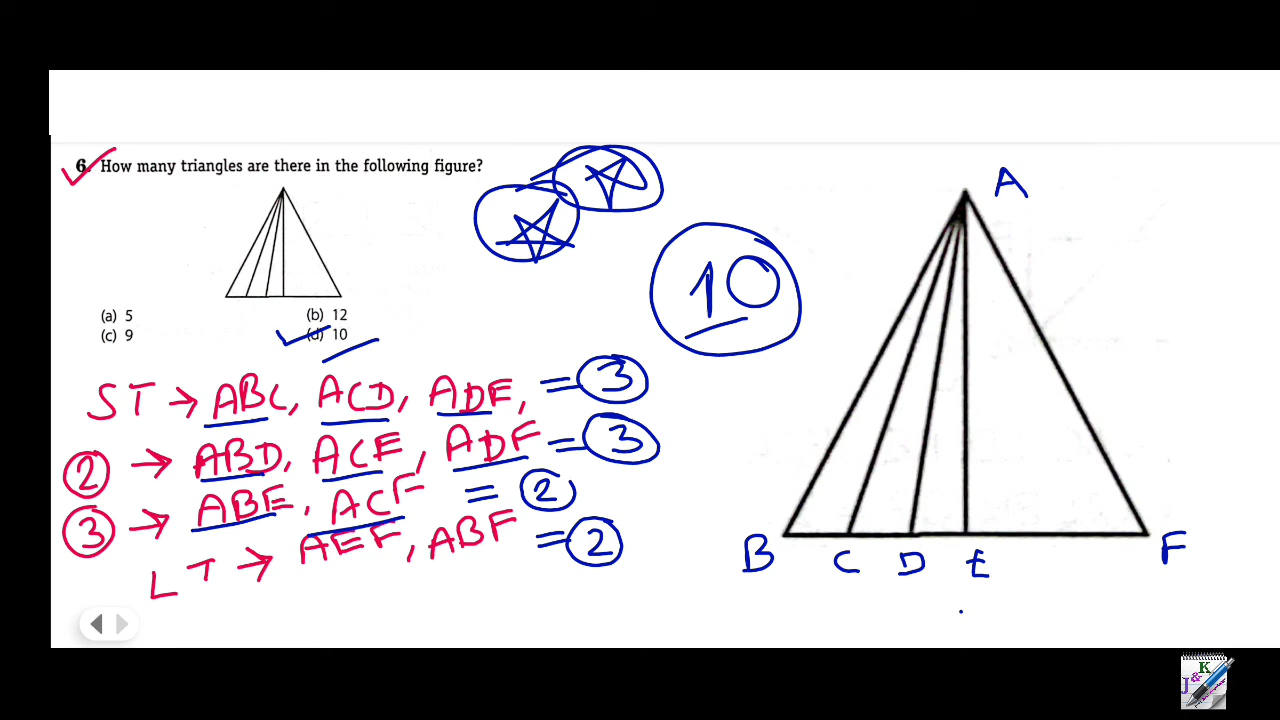 6. How many triangles are there in the following figure?
(a) 5 (b) 12
(c) 9 (d) 10
10
ST → ABC, ACD, ADE, = 3
2 → ABD, ACE, ADF = 3
3 → ABE, ACF = 2
LT → AEF, ABF = 2
A
B C D E F
J & K